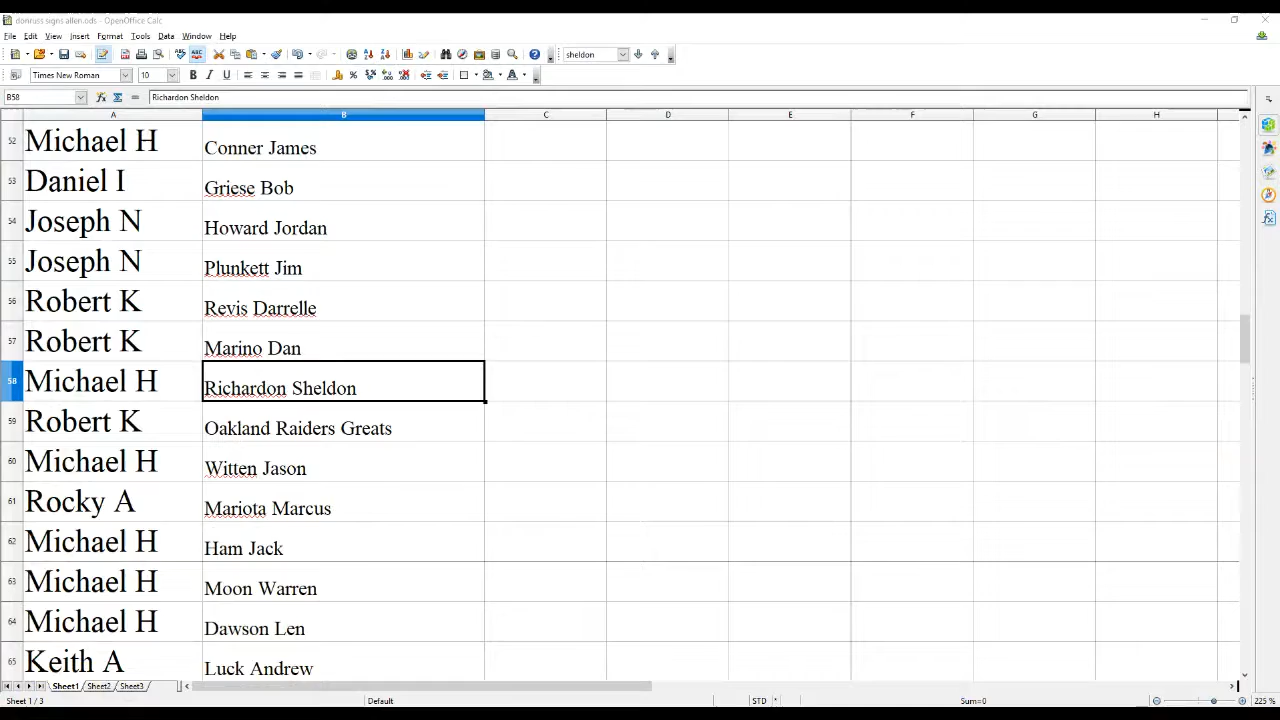 donruss signs allen.ods - OpenOffice Calc
File Edit View Insert Format Tools Data Window Help
sheldon
Times New Roman 10
B58 Richardon Sheldon
A B C D E F G H
52 Michael H Conner James
53 Daniel I Griese Bob
54 Joseph N Howard Jordan
55 Joseph N Plunkett Jim
56 Robert K Revis Darrelle
57 Robert K Marino Dan
58 Michael H Richardon Sheldon
59 Robert K Oakland Raiders Greats
60 Michael H Witten Jason
61 Rocky A Mariota Marcus
62 Michael H Ham Jack
63 Michael H Moon Warren
64 Michael H Dawson Len
65 Keith A Luck Andrew
Sheet1 Sheet2 Sheet3
Sheet 1 / 3 Default STD * Sum=0 225 %